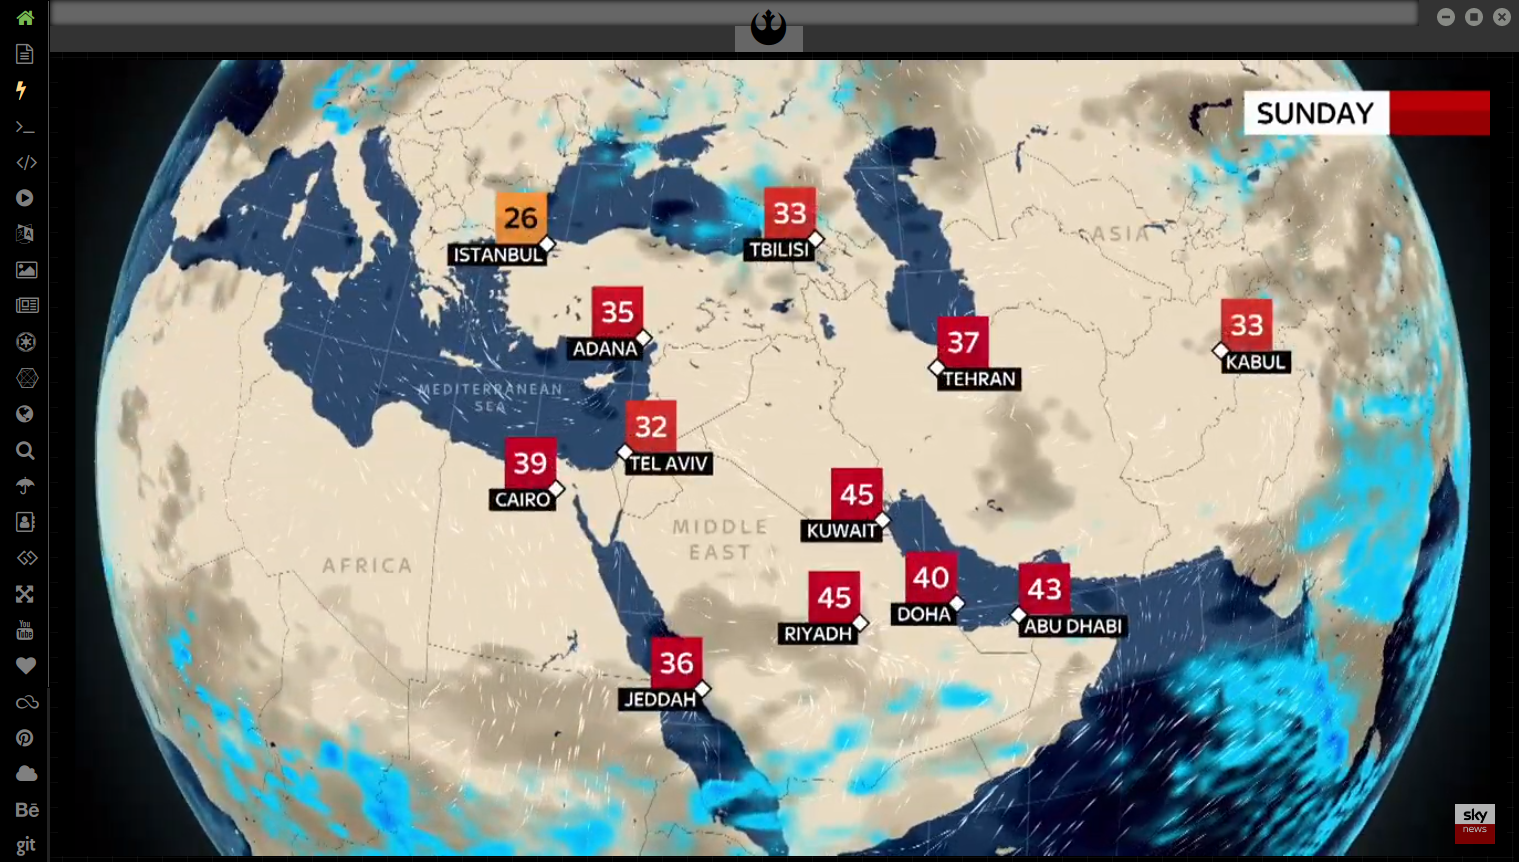 SUNDAY
26
ISTANBUL
33
TBILISI
ASIA
35
ADANA
37
TEHRAN
33
KABUL
MEDITERRANEAN
SEA
32
TEL AVIV
39
CAIRO
45
KUWAIT
MIDDLE
EAST
AFRICA
40
DOHA
43
ABU DHABI
45
RIYADH
36
JEDDAH
sky
news
You
Tube
Bē
git